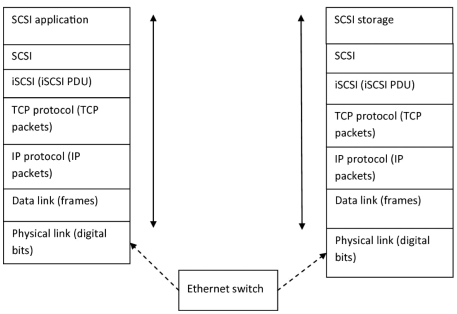 SCSI application
SCSI
iSCSI (iSCSI PDU)
TCP protocol (TCP
packets)
IP protocol (IP
packets)
Data link (frames)
Physical link (digital
bits)
SCSI storage
SCSI
iSCSI (iSCSI PDU)
TCP protocol (TCP
packets)
IP protocol (IP
packets)
Data link (frames)
Physical link (digital
bits)
Ethernet switch